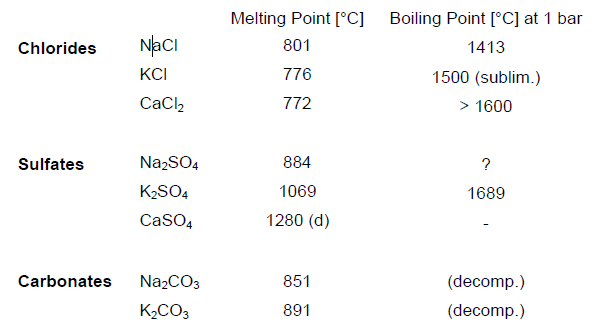 Melting Point [°C] Boiling Point [°C] at 1 bar
Chlorides NaCl 801 1413
KCl 776 1500 (sublim.)
CaCl₂ 772 > 1600
Sulfates Na₂SO₄ 884 ?
K₂SO₄ 1069 1689
CaSO₄ 1280 (d) -
Carbonates Na₂CO₃ 851 (decomp.)
K₂CO₃ 891 (decomp.)